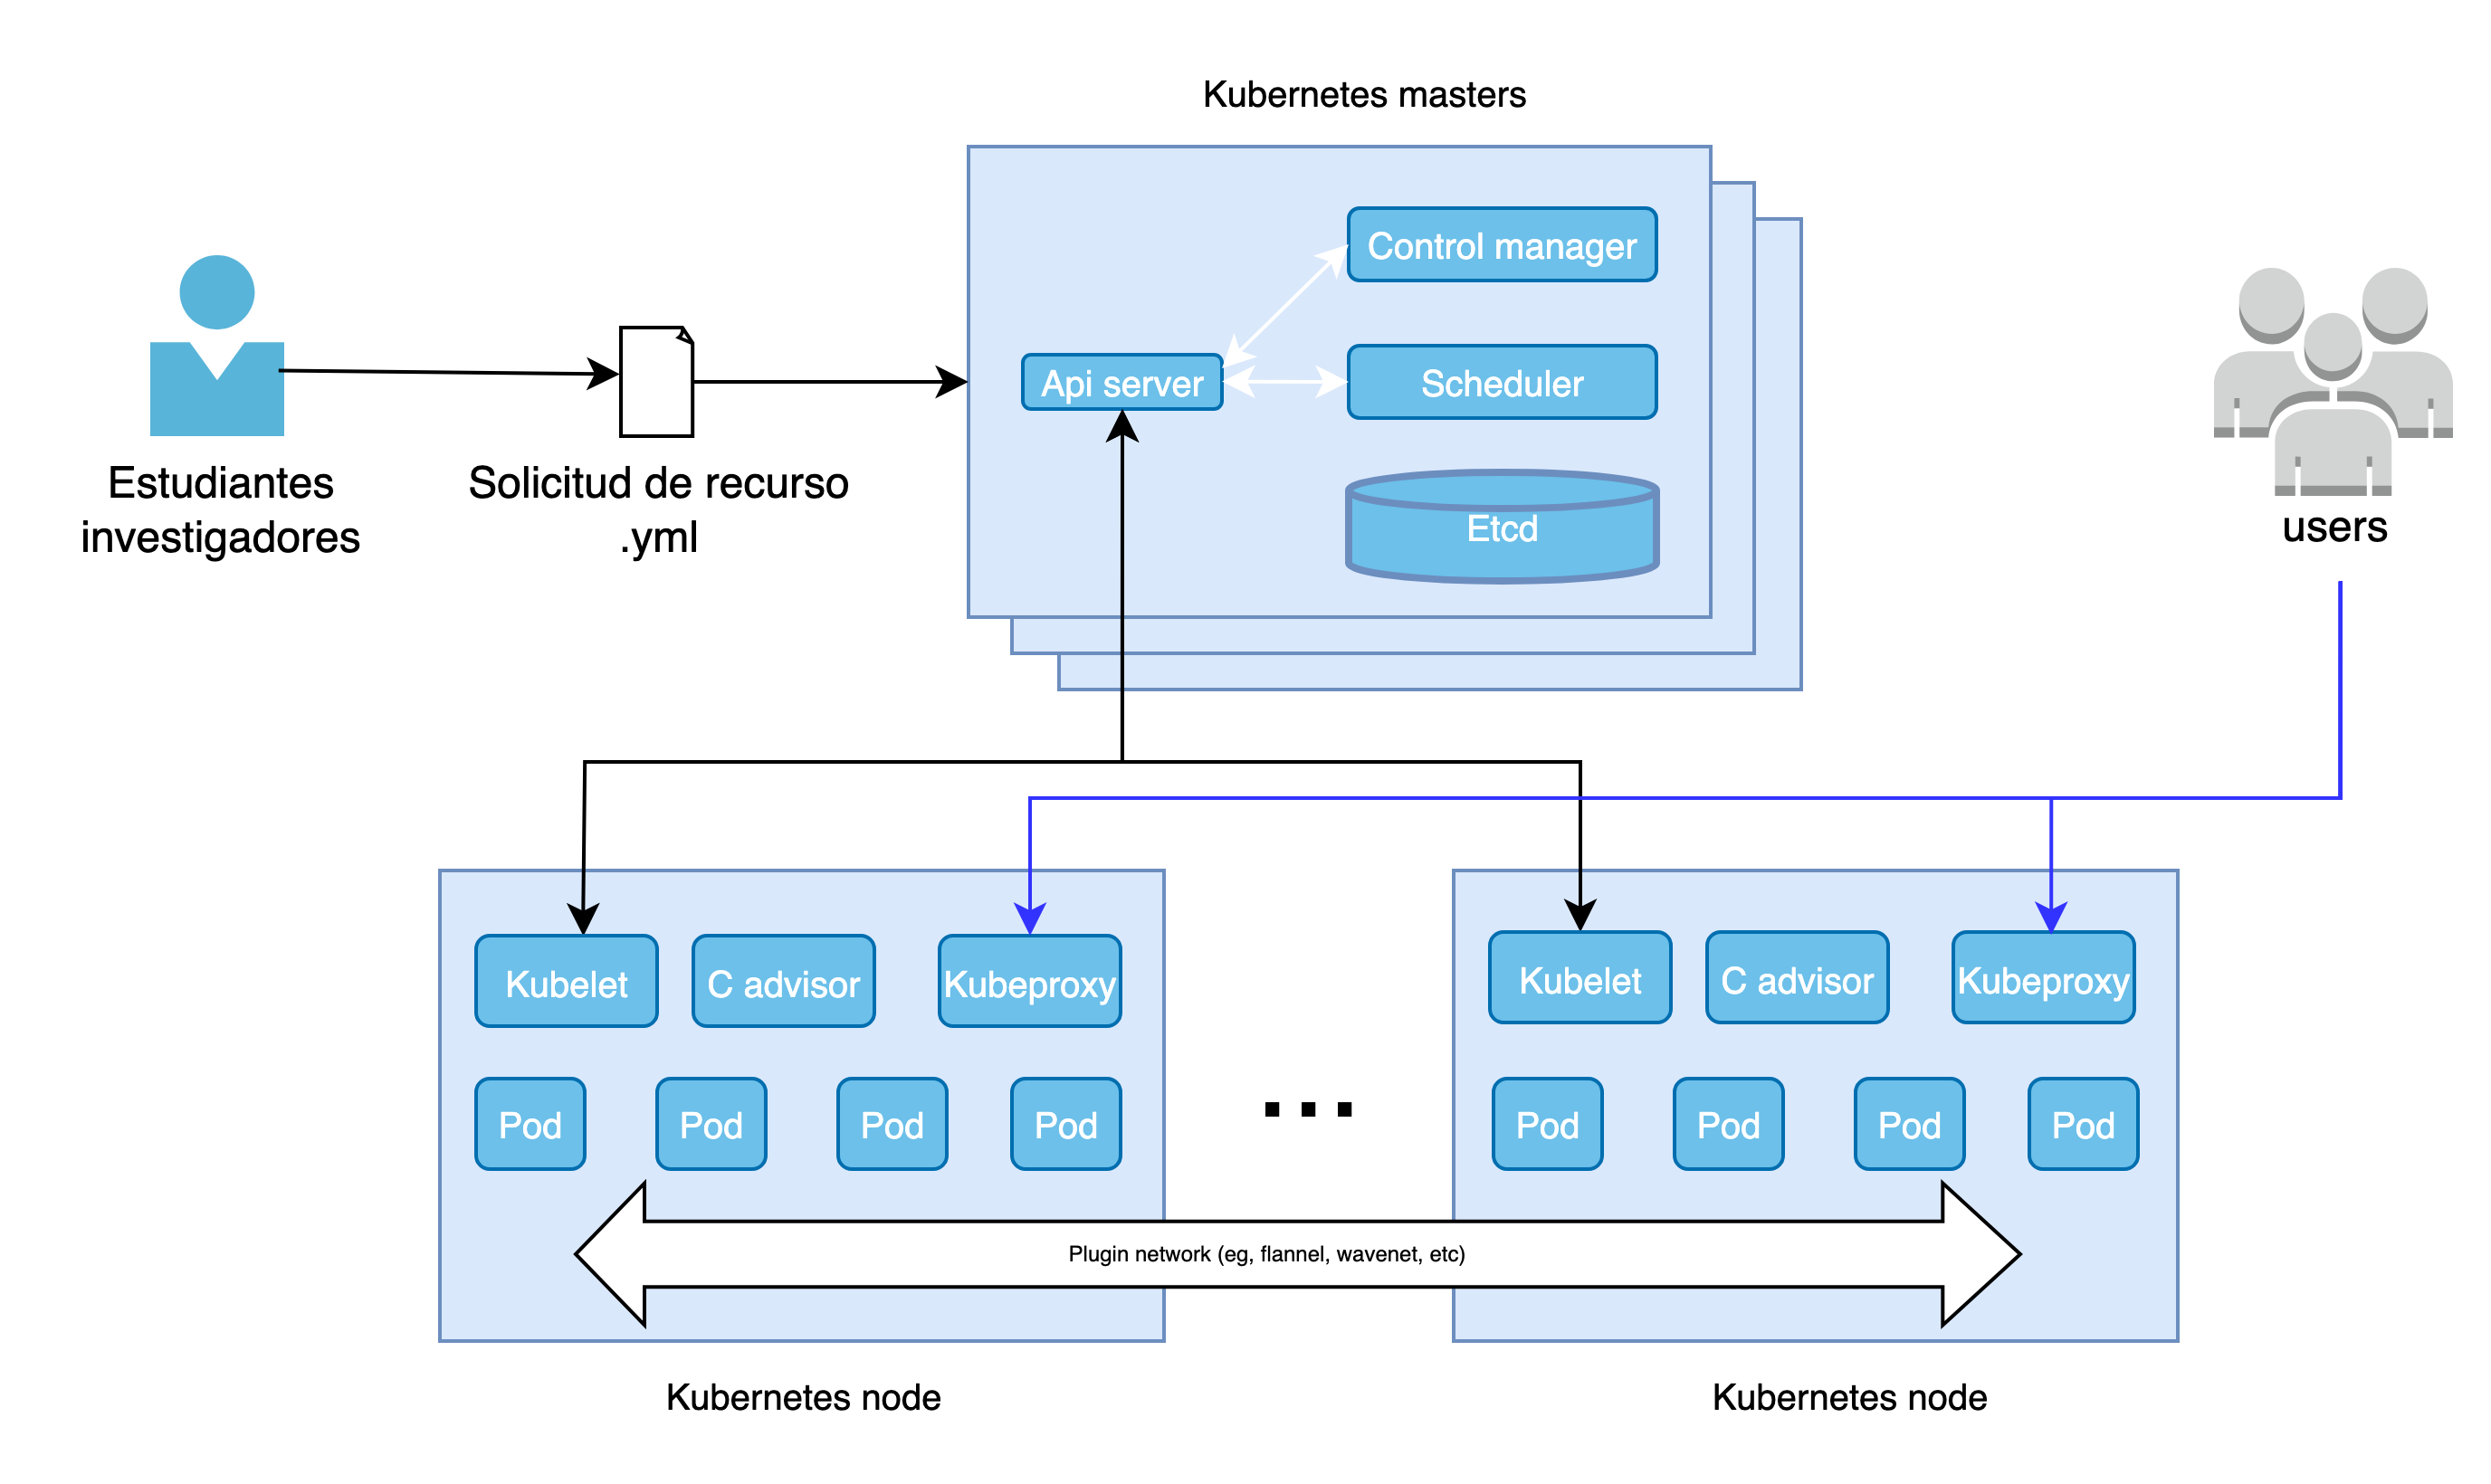 Kubernetes masters
Control manager
Api server
Scheduler
Etcd
Estudiantes
investigadores
Solicitud de recurso
.yml
users
Kubelet
C advisor
Kubeproxy
Kubelet
C advisor
Kubeproxy
Pod
Pod
Pod
Pod
...
Pod
Pod
Pod
Pod
Plugin network (eg, flannel, wavenet, etc)
Kubernetes node
Kubernetes node